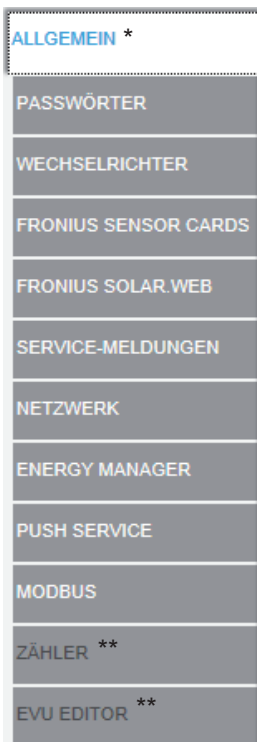 ALLGEMEIN *
PASSWÖRTER
WECHSELRICHTER
FRONIUS SENSOR CARDS
FRONIUS SOLAR.WEB
SERVICE-MELDUNGEN
NETZWERK
ENERGY MANAGER
PUSH SERVICE
MODBUS
ZÄHLER **
EVU EDITOR **